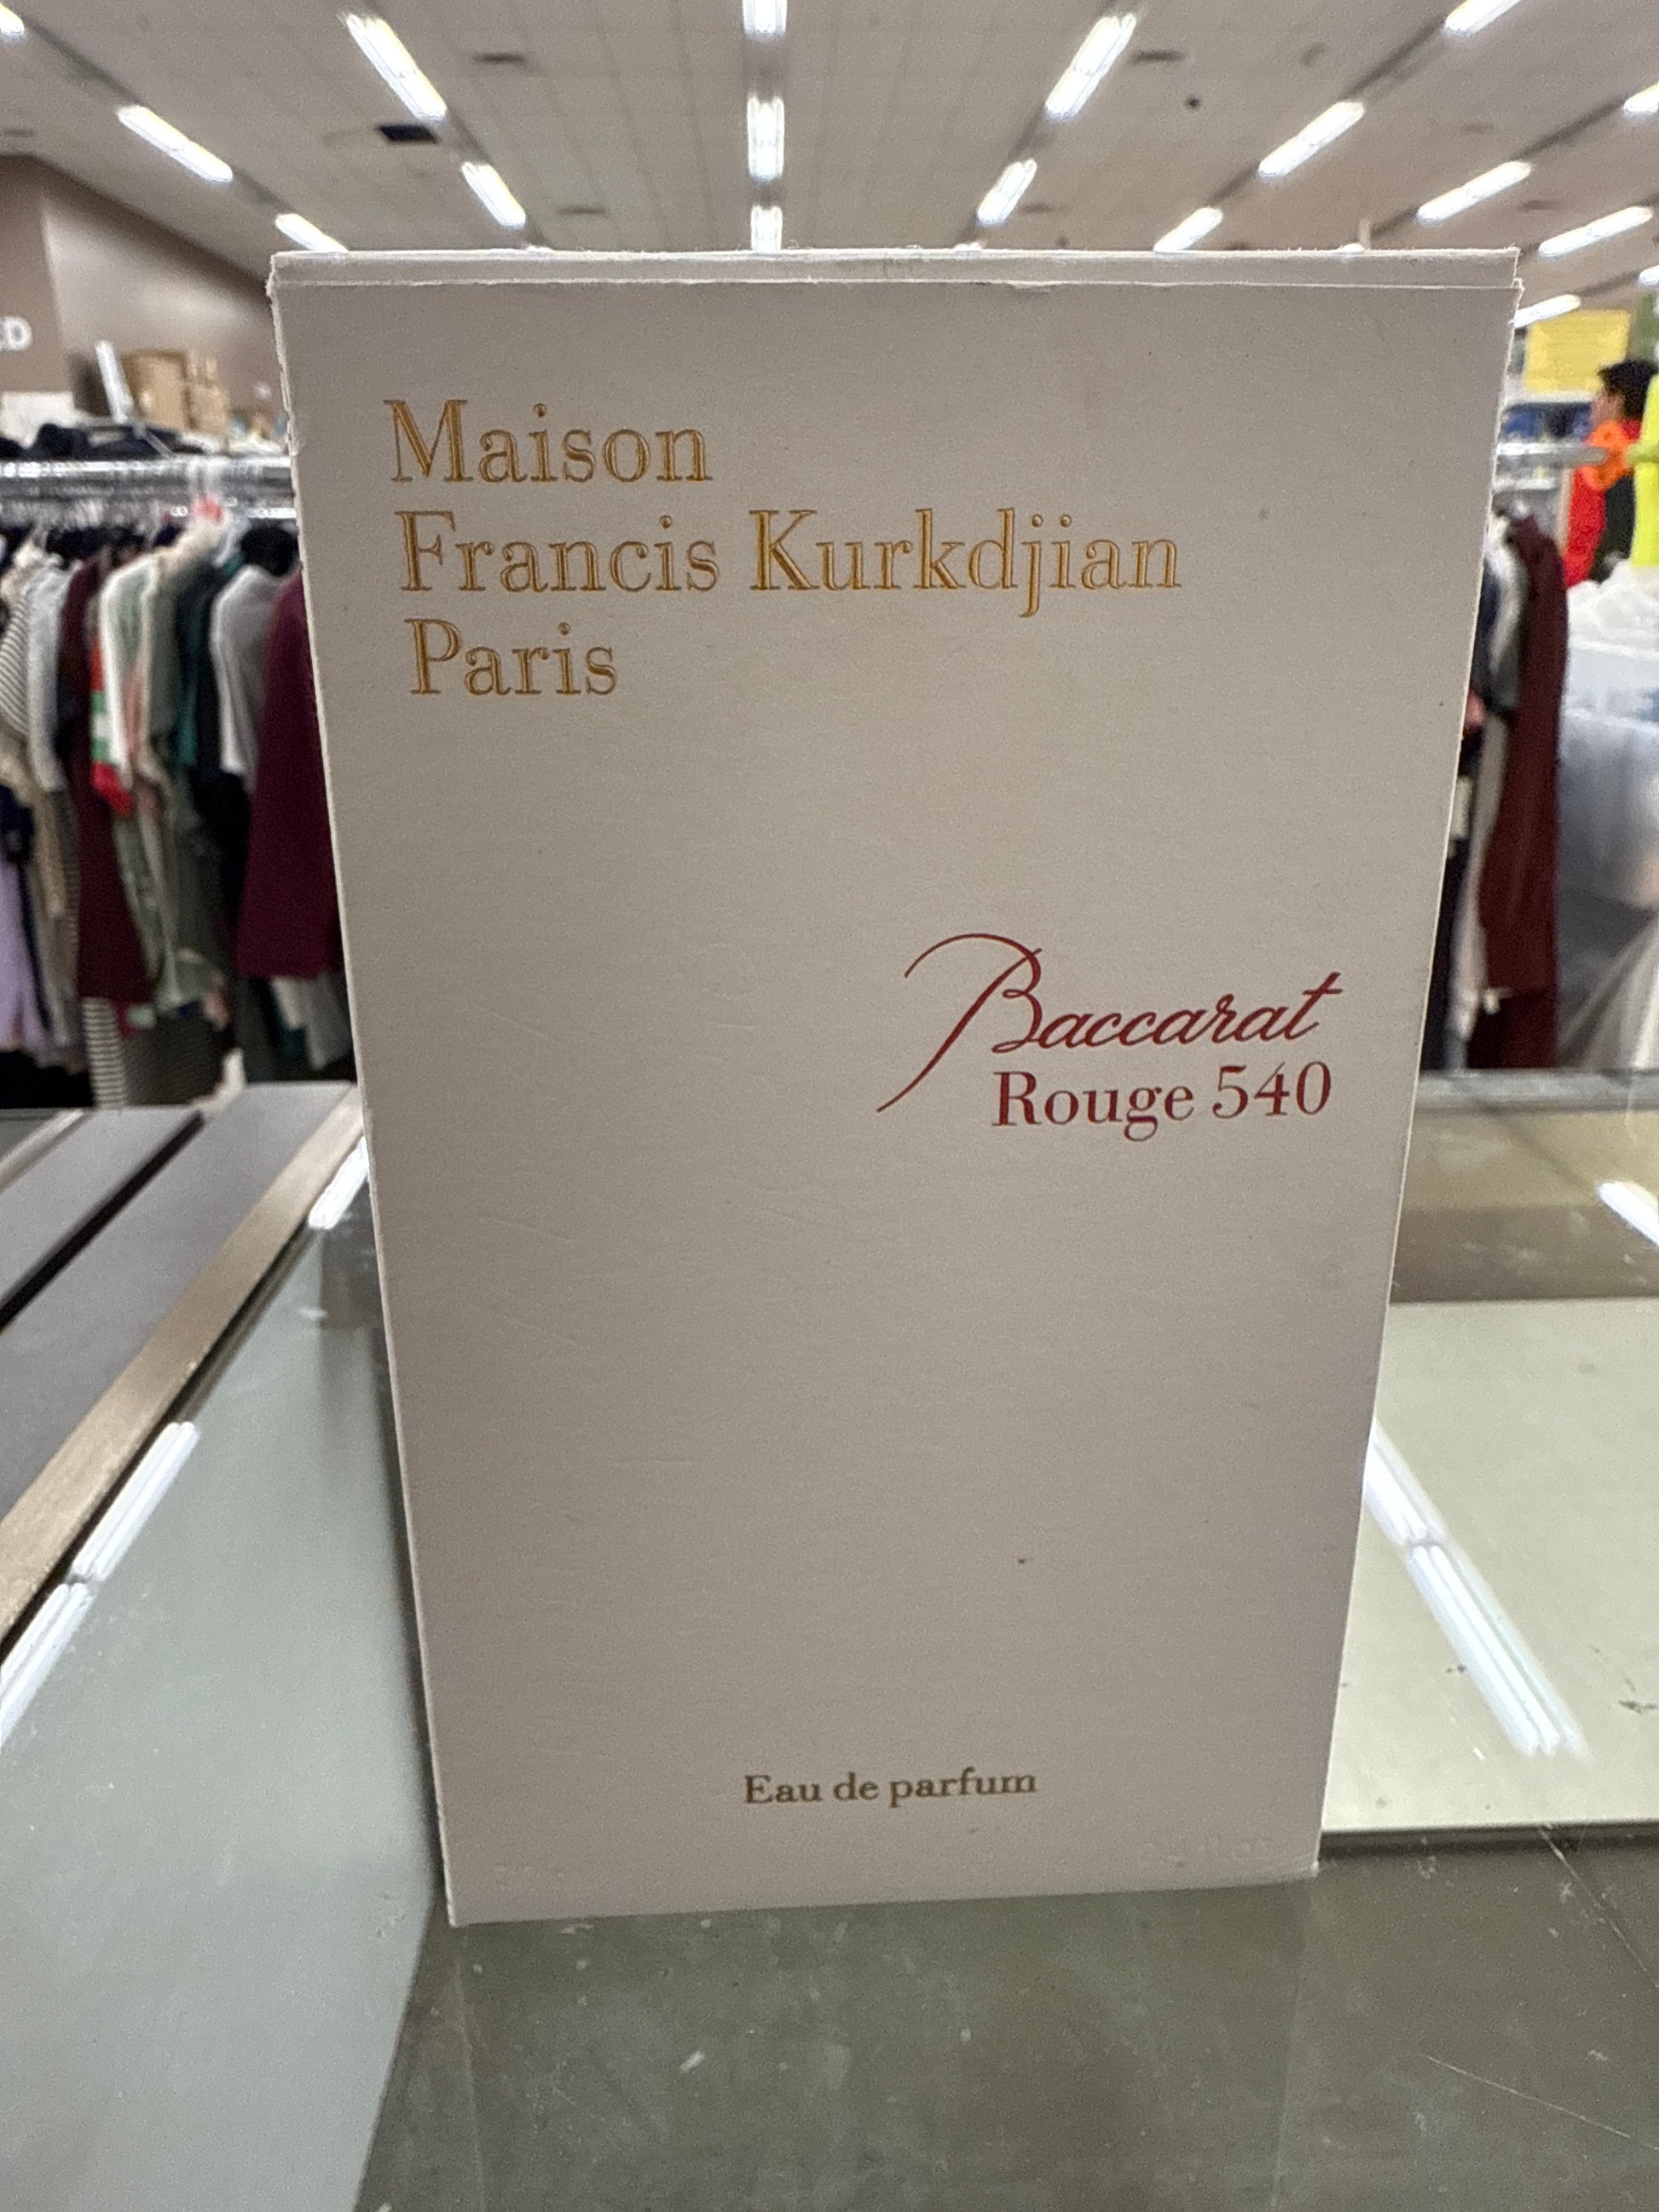 Maison
Francis Kurkdjian
Paris
Baccarat
Rouge 540
Eau de parfum